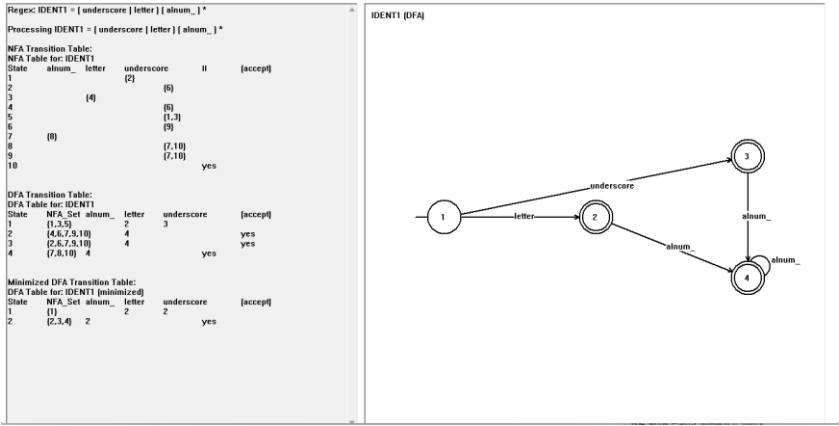 Regex: IDENT1 = ( underscore | letter ) ( alnum_ ) *
Processing IDENT1 = ( underscore | letter ) ( alnum_ ) *
NFA Transition Table:
NFA Table for: IDENT1
State alnum_ letter underscore II (accept)
1 {2}
2 {6}
3 {4}
4 {6}
5 {1,3}
6 {9}
7 {8}
8 {7,10}
9 {7,10}
10 yes
DFA Transition Table:
DFA Table for: IDENT1
State NFA_Set alnum_ letter underscore (accept)
1 {1,3,5} 2 3
2 {4,6,7,9,10} 4 yes
3 {2,6,7,9,10} 4 yes
4 {7,8,10} 4 yes
Minimized DFA Transition Table:
DFA Table for: IDENT1 (minimized)
State NFA_Set alnum_ letter underscore (accept)
1 {1} 2 2
2 {2,3,4} 2 yes
IDENT1 (DFA)
3
underscore
1
letter
2
alnum_
alnum_
alnum_
4